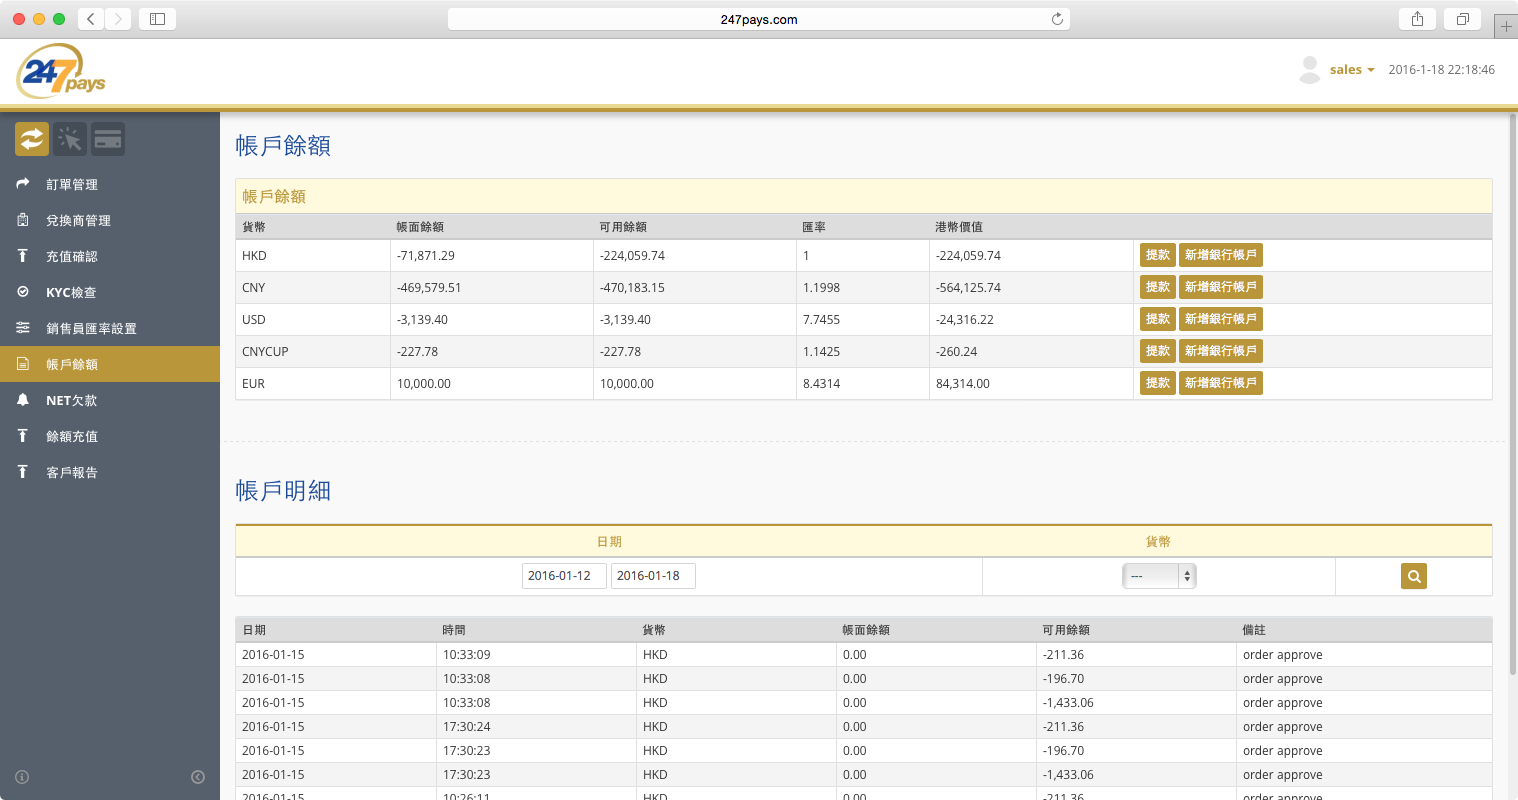 247pays.com
247pays
sales 2016-1-18 22:18:46
訂單管理
兌換商管理
充值確認
KYC檢查
銷售員匯率設置
帳戶餘額
NET欠款
餘額充值
客戶報告
帳戶餘額
帳戶餘額
貨幣 帳面餘額 可用餘額 匯率 港幣價值
HKD -71,871.29 -224,059.74 1 -224,059.74 提款 新增銀行帳戶
CNY -469,579.51 -470,183.15 1.1998 -564,125.74 提款 新增銀行帳戶
USD -3,139.40 -3,139.40 7.7455 -24,316.22 提款 新增銀行帳戶
CNYCUP -227.78 -227.78 1.1425 -260.24 提款 新增銀行帳戶
EUR 10,000.00 10,000.00 8.4314 84,314.00 提款 新增銀行帳戶
帳戶明細
日期 貨幣
2016-01-12 2016-01-18 ---
日期 時間 貨幣 帳面餘額 可用餘額 備註
2016-01-15 10:33:09 HKD 0.00 -211.36 order approve
2016-01-15 10:33:08 HKD 0.00 -196.70 order approve
2016-01-15 10:33:08 HKD 0.00 -1,433.06 order approve
2016-01-15 17:30:24 HKD 0.00 -211.36 order approve
2016-01-15 17:30:23 HKD 0.00 -196.70 order approve
2016-01-15 17:30:23 HKD 0.00 -1,433.06 order approve
2016-01-15 10:26:11 HKD 0.00 -211.36 order approve